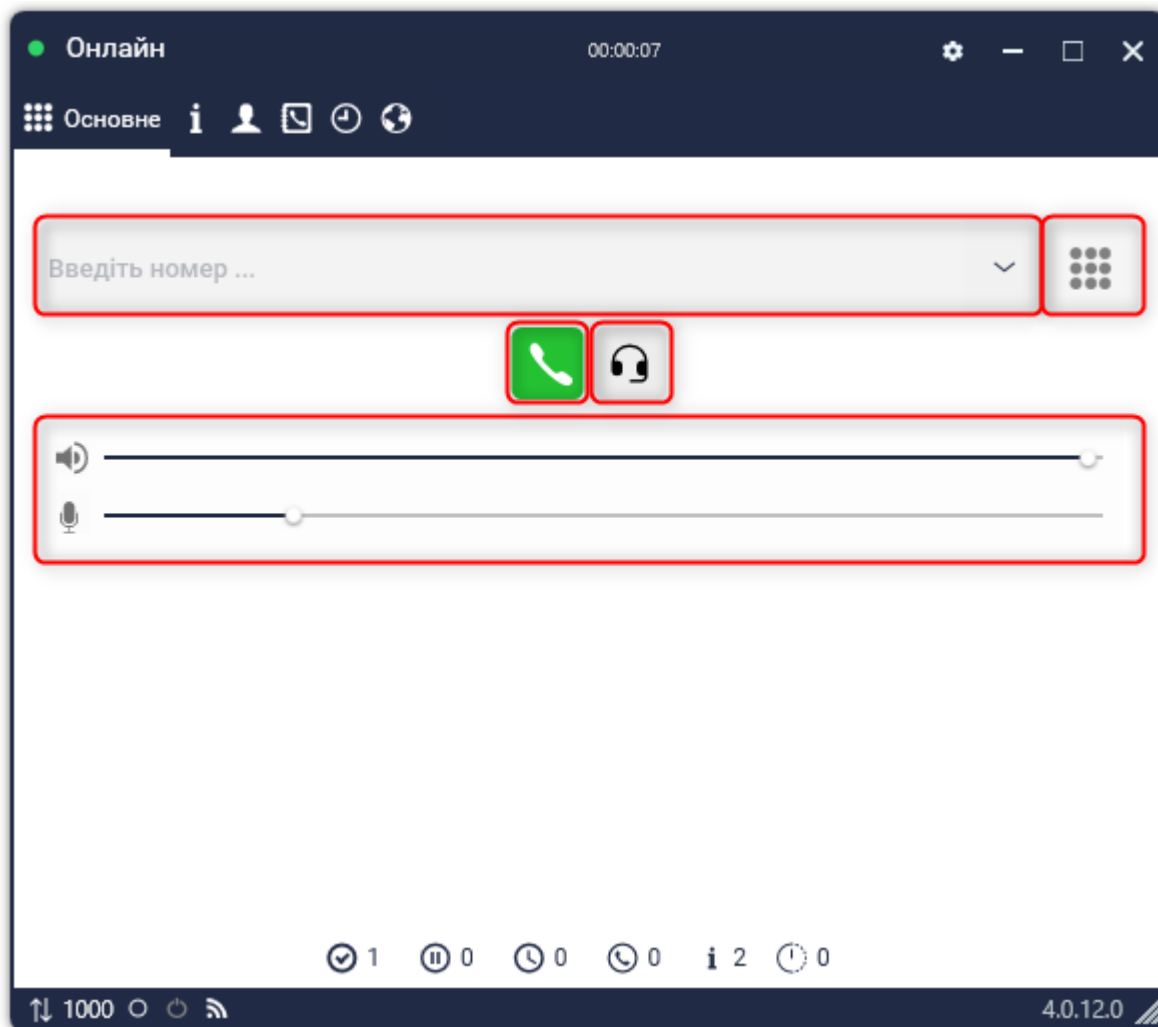 Онлайн 00:00:07
Основне
Введіть номер ...
1 0 0 0 2 0
1000 4.0.12.0